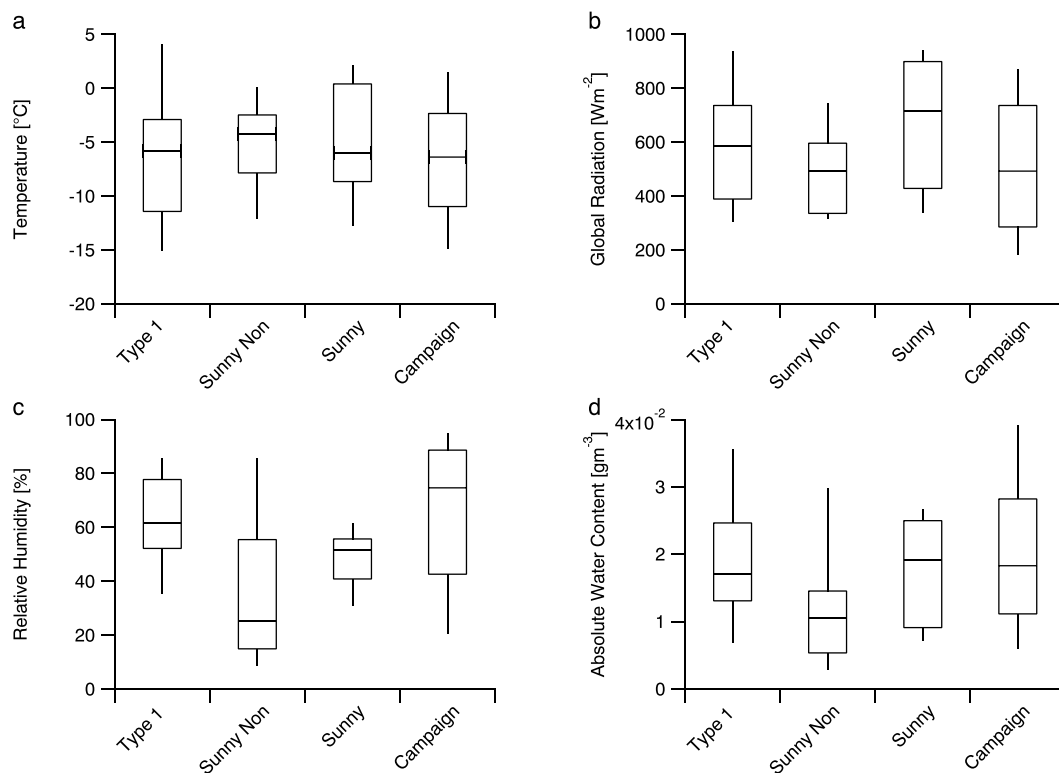 a
5
0
-5
-10
-15
-20
Temperature [°C]
Type 1
Sunny Non
Sunny
Campaign
b
1000
800
600
400
200
0
Global Radiation [Wm⁻²]
Type 1
Sunny Non
Sunny
Campaign
c
100
80
60
40
20
0
Relative Humidity [%]
Type 1
Sunny Non
Sunny
Campaign
d
4x10⁻²
3
2
1
0
Absolute Water Content [gm⁻³]
Type 1
Sunny Non
Sunny
Campaign